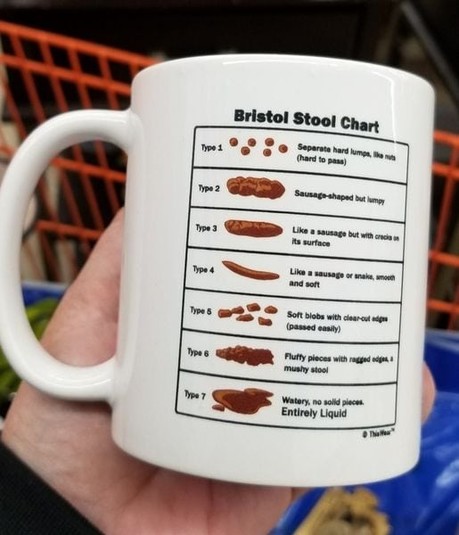 Bristol Stool Chart
Type 1
Separate hard lumps, like nuts
(hard to pass)
Type 2
Sausage-shaped but lumpy
Type 3
Like a sausage but with cracks on
its surface
Type 4
Like a sausage or snake, smooth
and soft
Type 5
Soft blobs with clear-cut edges
(passed easily)
Type 6
Fluffy pieces with ragged edges, a
mushy stool
Type 7
Watery, no solid pieces.
Entirely Liquid
© ThisWear™